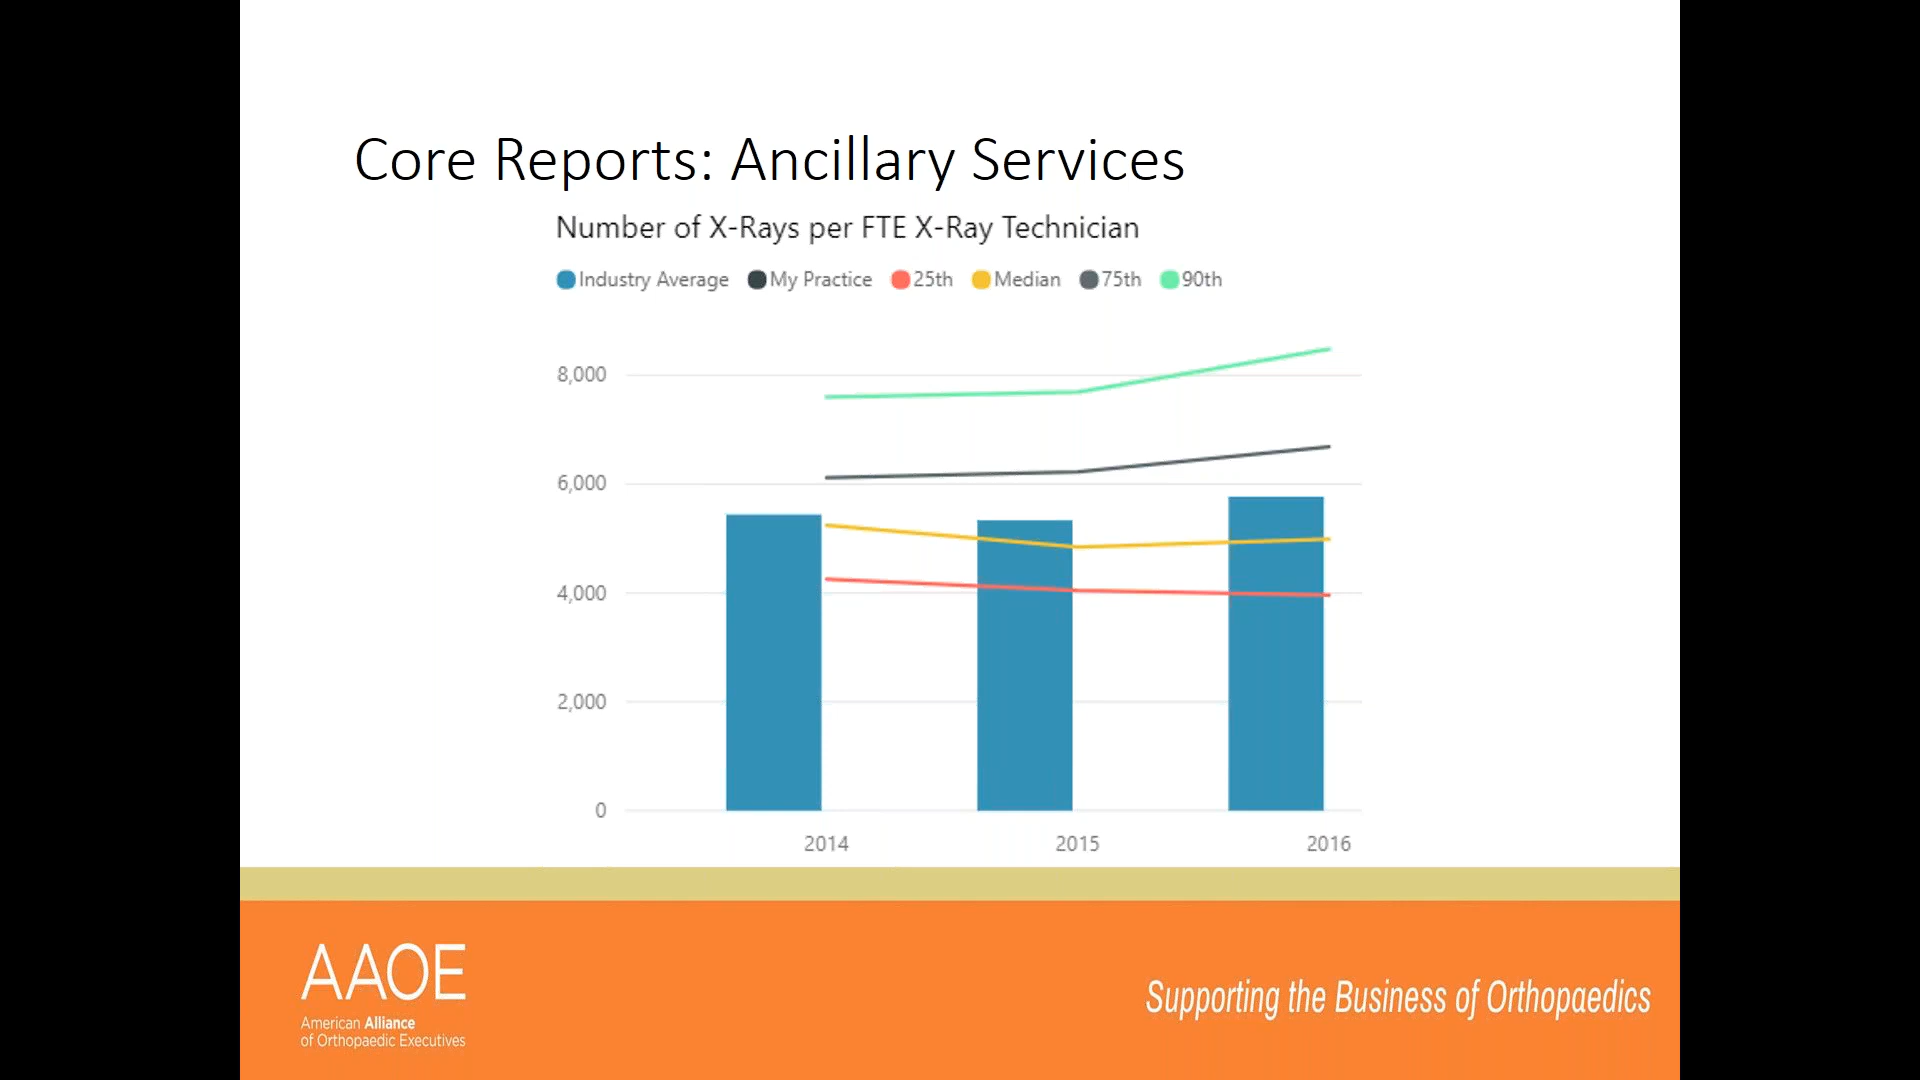 Core Reports: Ancillary Services
Number of X-Rays per FTE X-Ray Technician
Industry Average My Practice 25th Median 75th 90th
8,000
6,000
4,000
2,000
0
2014 2015 2016
AAOE
American Alliance
of Orthopaedic Executives
Supporting the Business of Orthopaedics